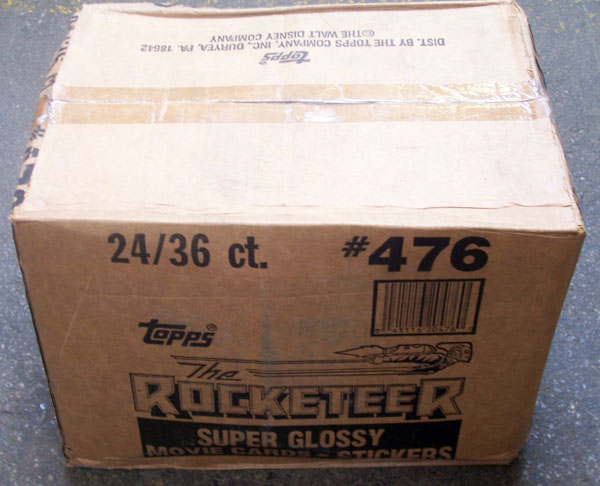 DIST. BY THE TOPPS COMPANY, INC., DURYEA, PA. 18642
©THE WALT DISNEY COMPANY
Topps®
24/36 ct.
#476
Topps®
The
ROCKETEER
SUPER GLOSSY
MOVIE CARDS - STICKERS